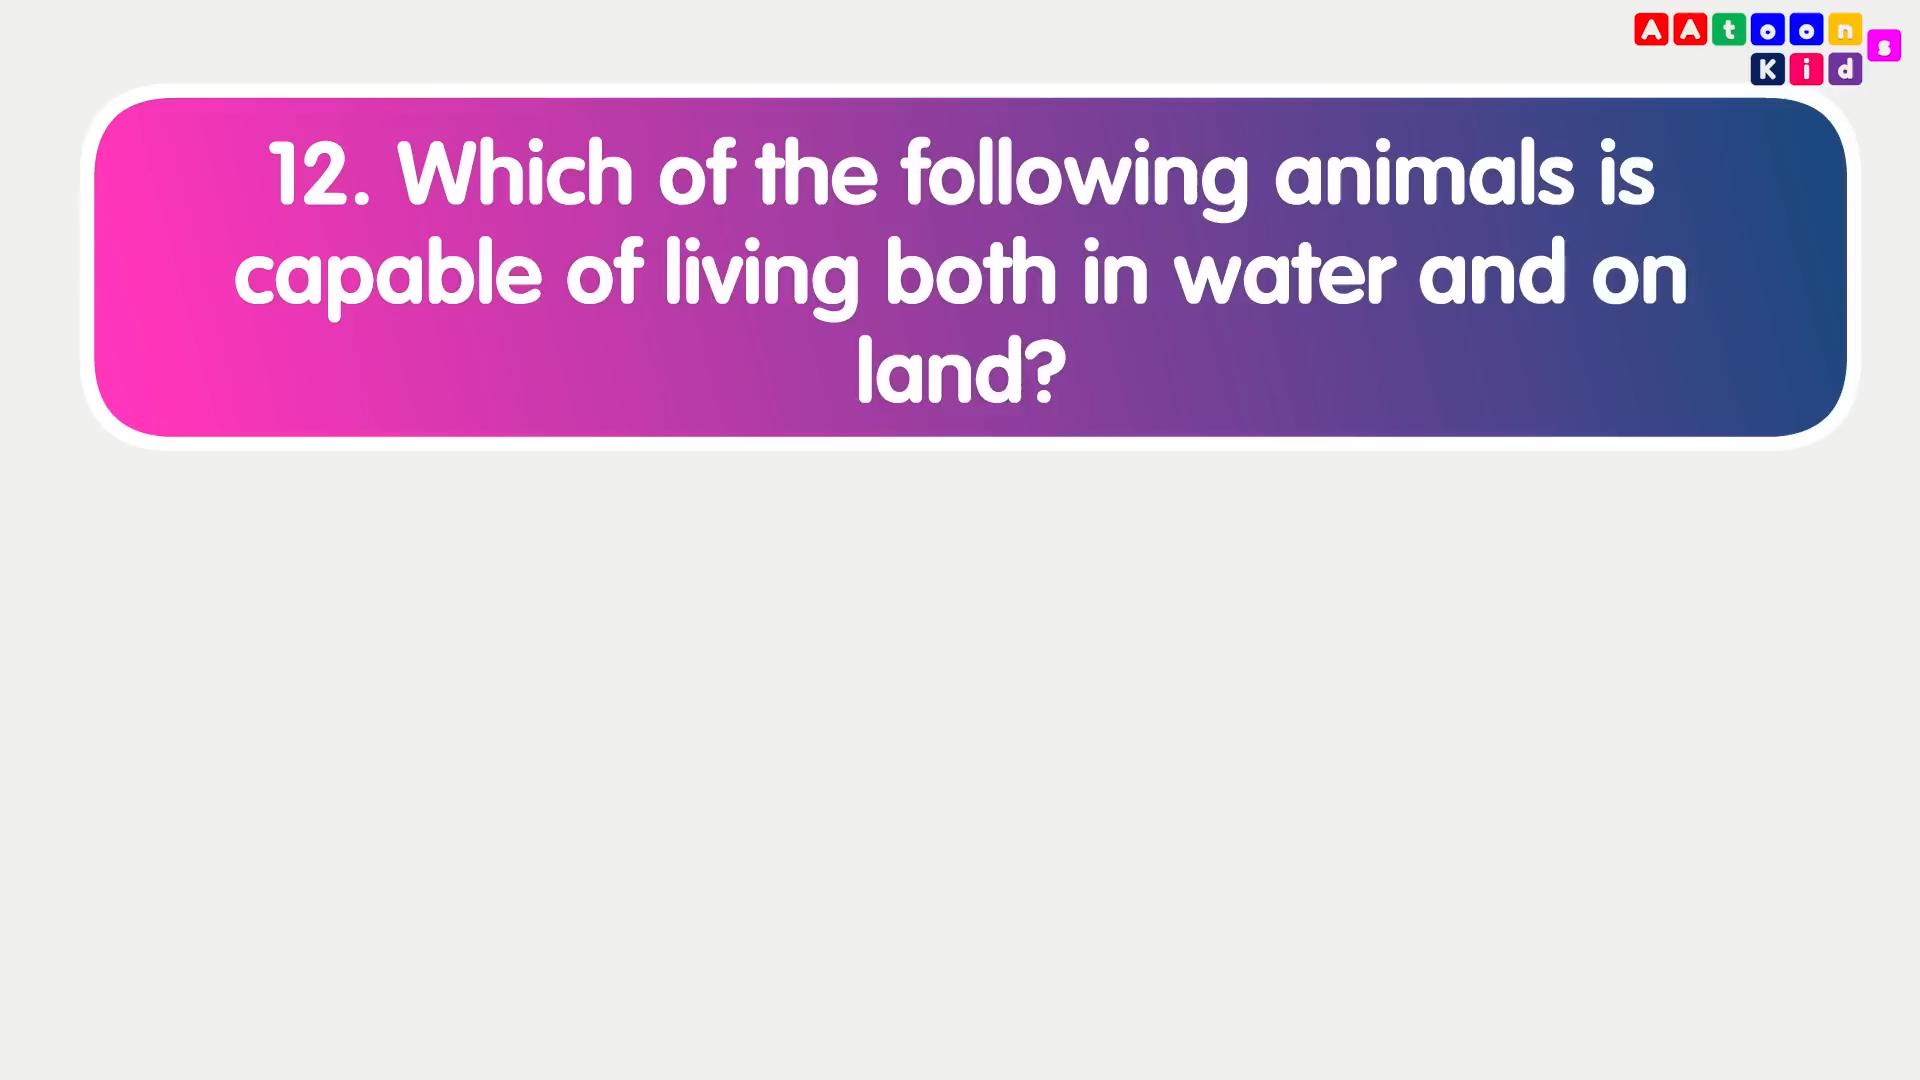 AAtoons
Kid
12. Which of the following animals is
capable of living both in water and on
land?